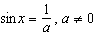 sin x = 1/a, a ≠ 0